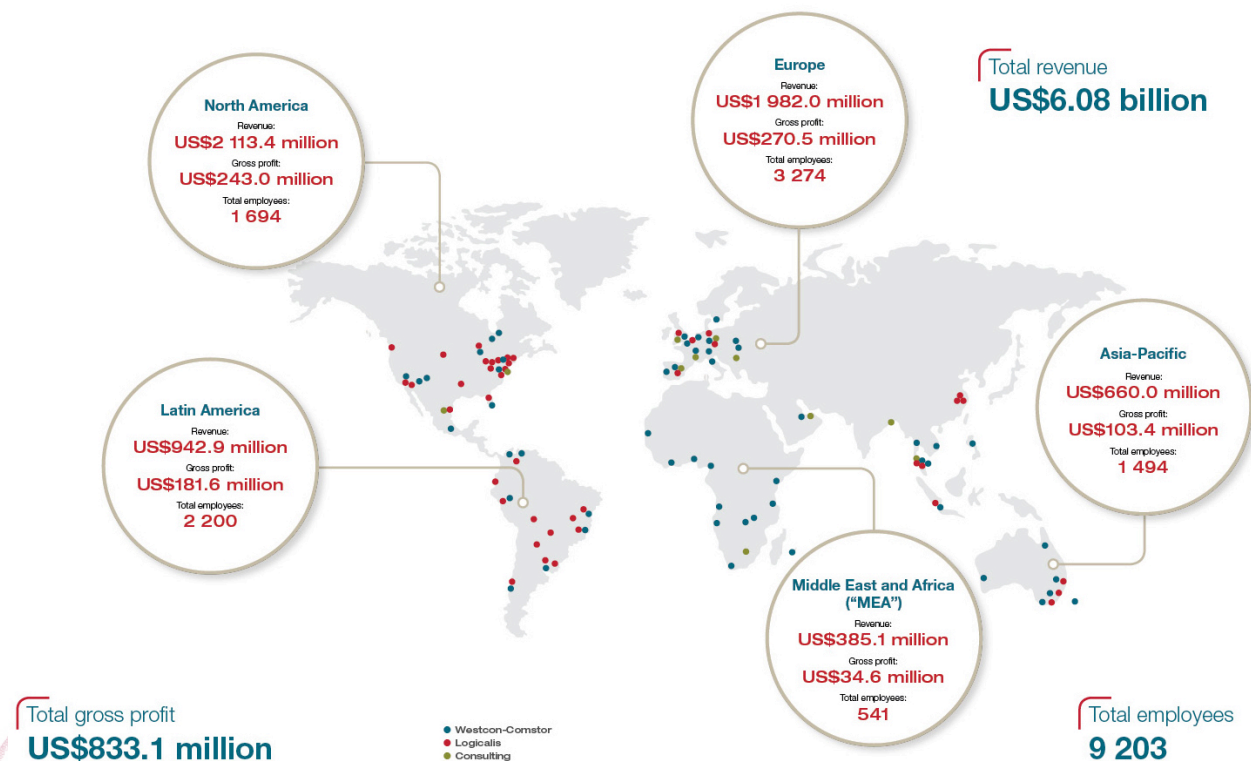 North America
Revenue:
US$2 113.4 million
Gross profit:
US$243.0 million
Total employees:
1 694
Europe
Revenue:
US$1 982.0 million
Gross profit:
US$270.5 million
Total employees:
3 274
Total revenue
US$6.08 billion
Asia-Pacific
Revenue:
US$660.0 million
Gross profit:
US$103.4 million
Total employees:
1 494
Latin America
Revenue:
US$942.9 million
Gross profit:
US$181.6 million
Total employees:
2 200
Middle East and Africa
(“MEA”)
Revenue:
US$385.1 million
Gross profit:
US$34.6 million
Total employees:
541
Total gross profit
US$833.1 million
Westcon-Comstor
Logicalis
Consulting
Total employees
9 203